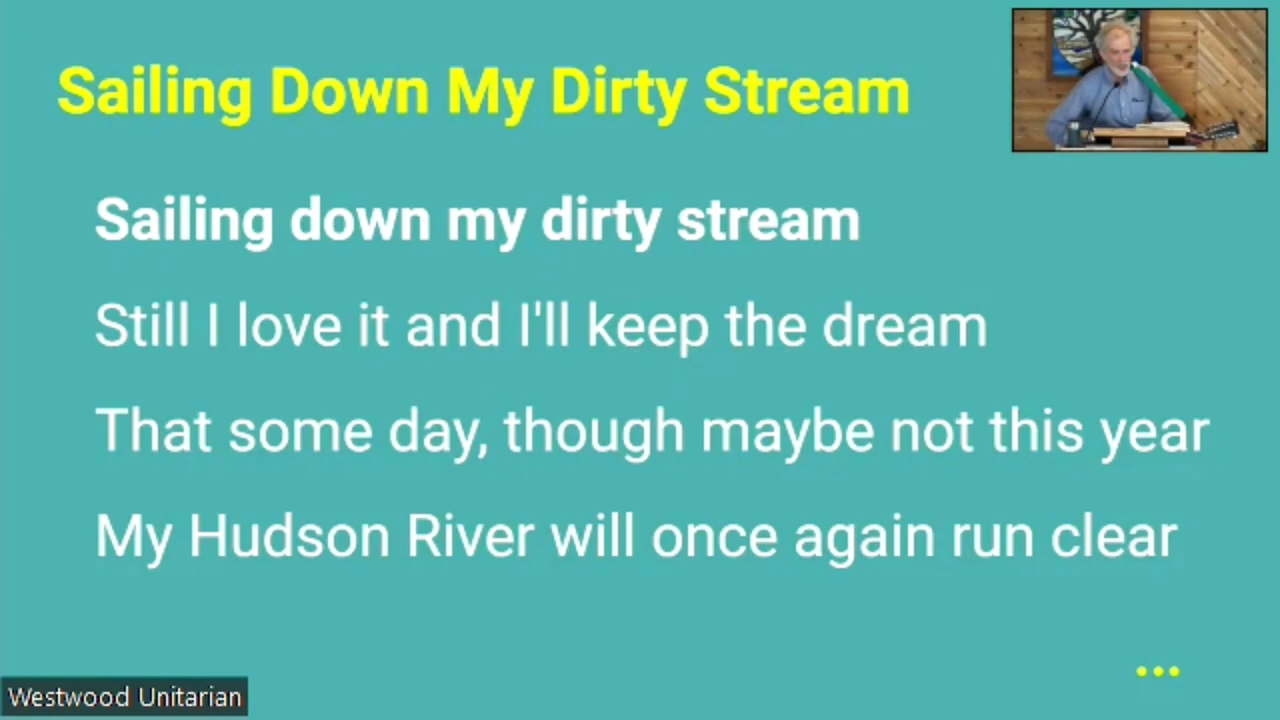 Sailing Down My Dirty Stream
Sailing down my dirty stream
Still I love it and I'll keep the dream
That some day, though maybe not this year
My Hudson River will once again run clear
...
Westwood Unitarian